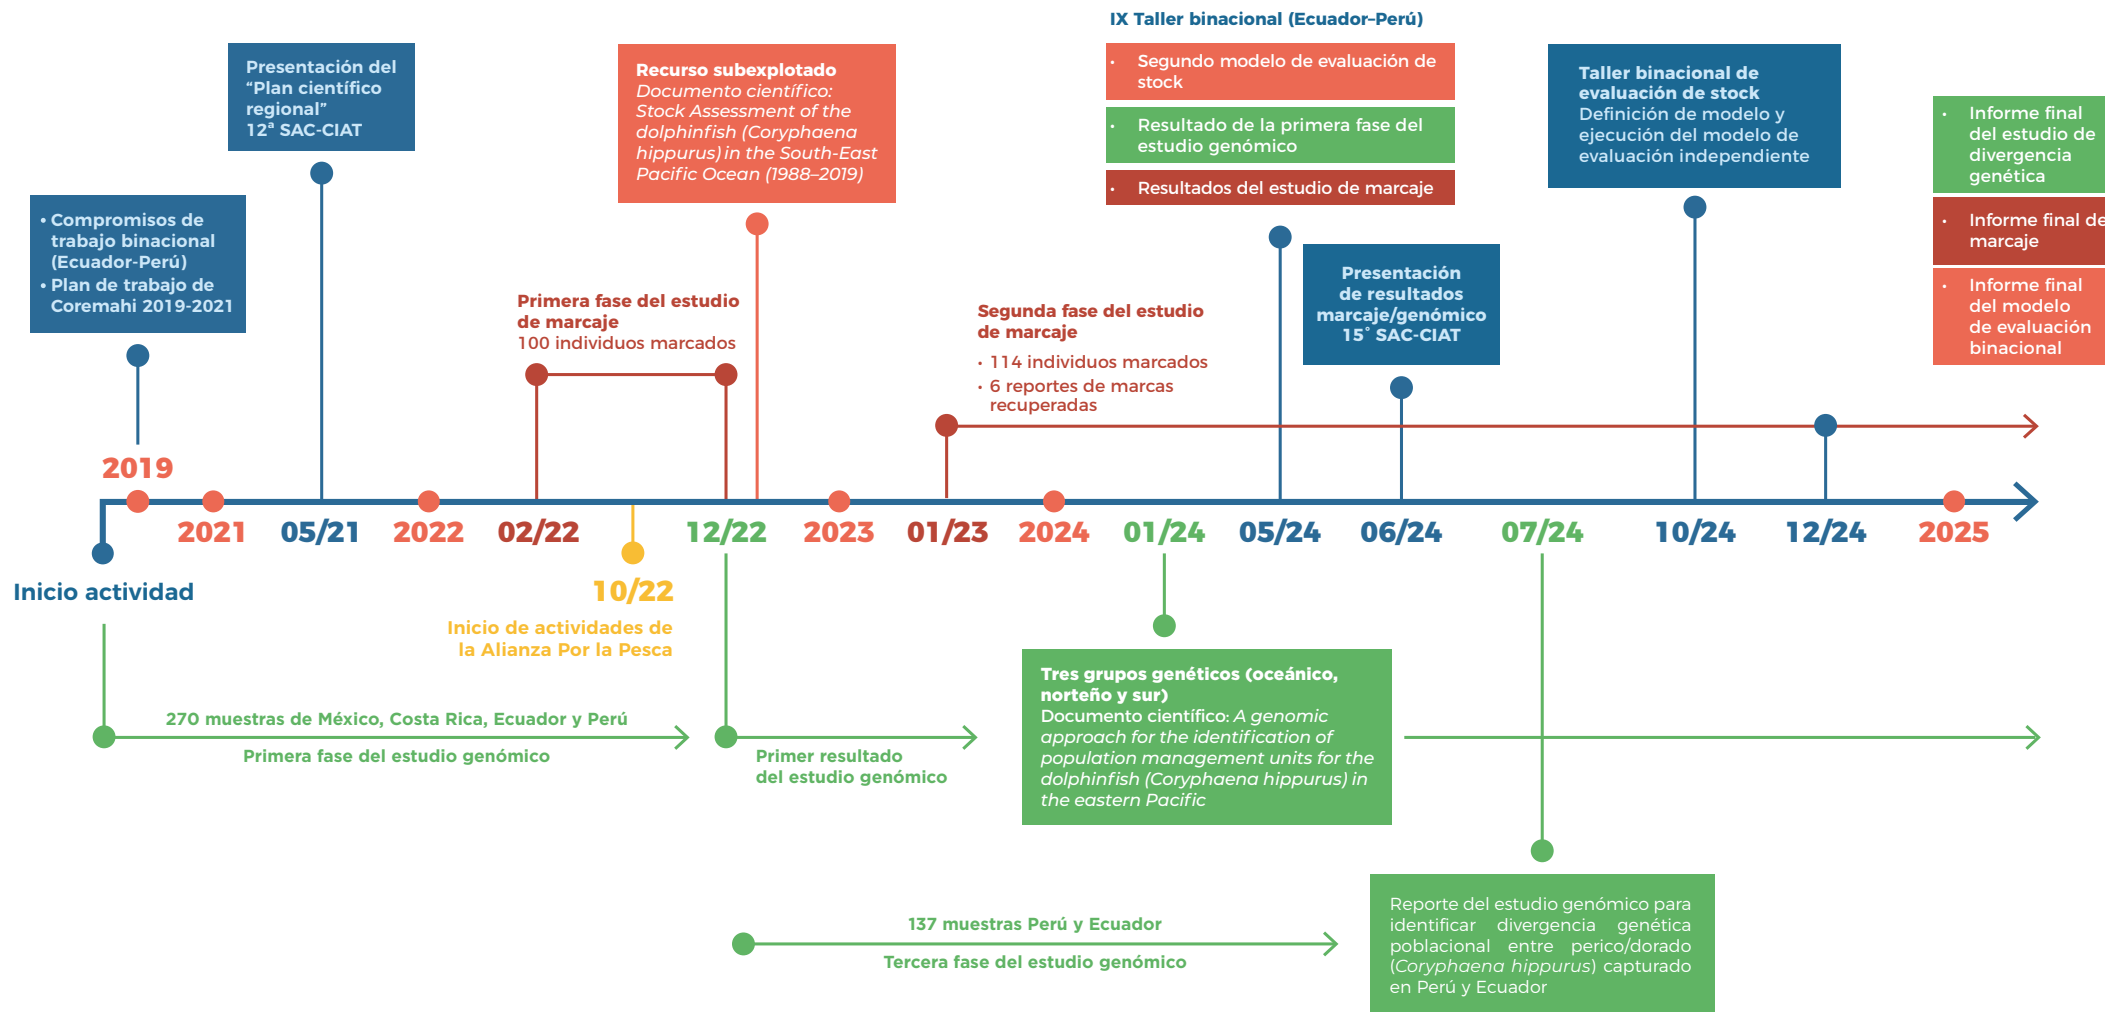 IX Taller binacional (Ecuador–Perú)
• Segundo modelo de evaluación de
stock
• Resultado de la primera fase del
estudio genómico
• Resultados del estudio de marcaje
Presentación del
“Plan científico
regional”
12ª SAC-CIAT
Recurso subexplotado
Documento científico:
Stock Assessment of the
dolphinfish (Coryphaena
hippurus) in the South-East
Pacific Ocean (1988–2019)
Taller binacional de
evaluación de stock
Definición de modelo y
ejecución del modelo de
evaluación independiente
• Informe final
del estudio de
divergencia
genética
• Informe final de
marcaje
• Informe final
del modelo
de evaluación
binacional
• Compromisos de
trabajo binacional
(Ecuador-Perú)
• Plan de trabajo de
Coremahi 2019-2021
Primera fase del estudio
de marcaje
100 individuos marcados
Segunda fase del estudio
de marcaje
• 114 individuos marcados
• 6 reportes de marcas
recuperadas
Presentación
de resultados
marcaje/genómico
15° SAC-CIAT
2019
2021
05/21
2022
02/22
12/22
2023
01/23
2024
01/24
05/24
06/24
07/24
10/24
12/24
2025
Inicio actividad
10/22
Inicio de actividades de
la Alianza Por la Pesca
270 muestras de México, Costa Rica, Ecuador y Perú
Primera fase del estudio genómico
Primer resultado
del estudio genómico
Tres grupos genéticos (oceánico,
norteño y sur)
Documento científico: A genomic
approach for the identification of
population management units for the
dolphinfish (Coryphaena hippurus) in
the eastern Pacific
137 muestras Perú y Ecuador
Tercera fase del estudio genómico
Reporte del estudio genómico para
identificar divergencia genética
poblacional entre perico/dorado
(Coryphaena hippurus) capturado
en Perú y Ecuador